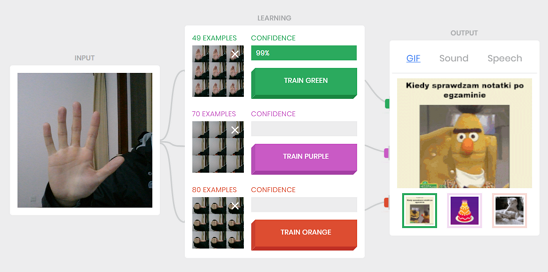 LEARNING
OUTPUT
INPUT
49 EXAMPLES
CONFIDENCE
99%
TRAIN GREEN
70 EXAMPLES
CONFIDENCE
TRAIN PURPLE
80 EXAMPLES
CONFIDENCE
TRAIN ORANGE
GIF Sound Speech
Kiedy sprawdzam notatki po
egzaminie